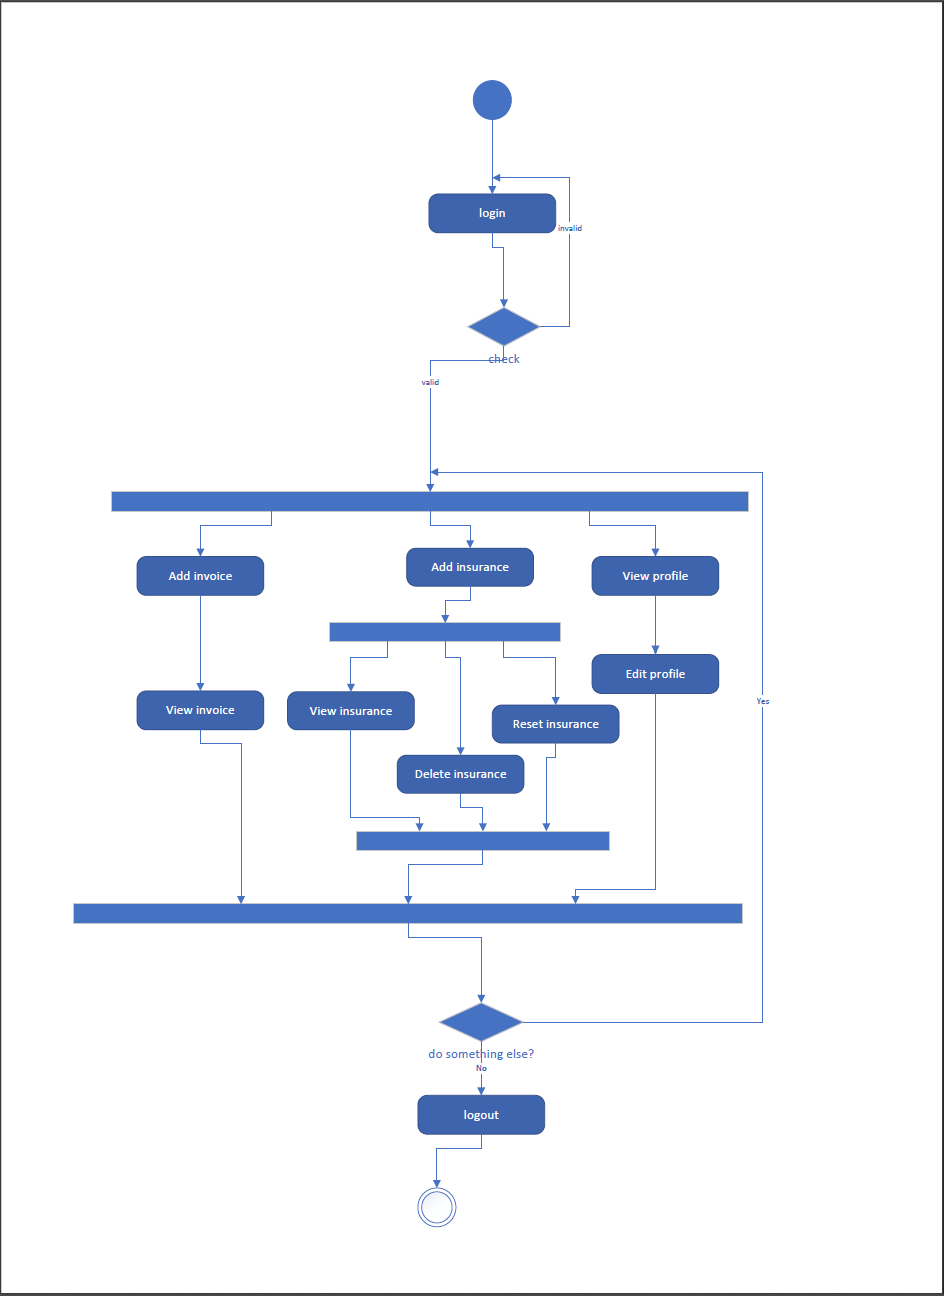 login
invalid
check
valid
Add invoice
Add insurance
View profile
Edit profile
View invoice
View insurance
Reset insurance
Yes
Delete insurance
do something else?
No
logout